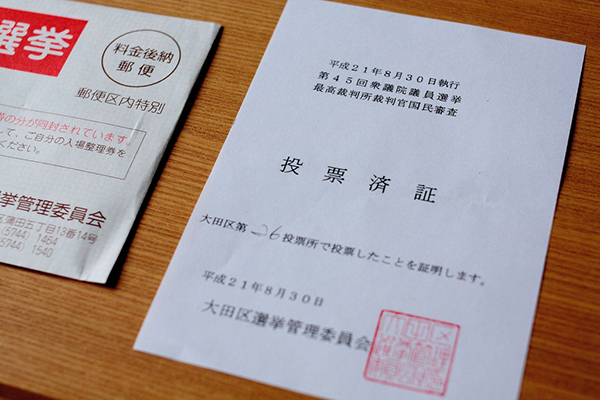 選挙
料金後納
郵便
郵便区内特別
の分が同封されています。
て、ご自分の入場整理券を
ください。
選挙管理委員会
区蒲田五丁目13番14号
(5744) 1464
(5744) 1540
平成21年8月30日執行
第45回衆議院議員選挙
最高裁判所裁判官国民審査
投票済証
大田区第26投票所で投票したことを証明します。
平成21年8月30日
大田区選挙管理委員会